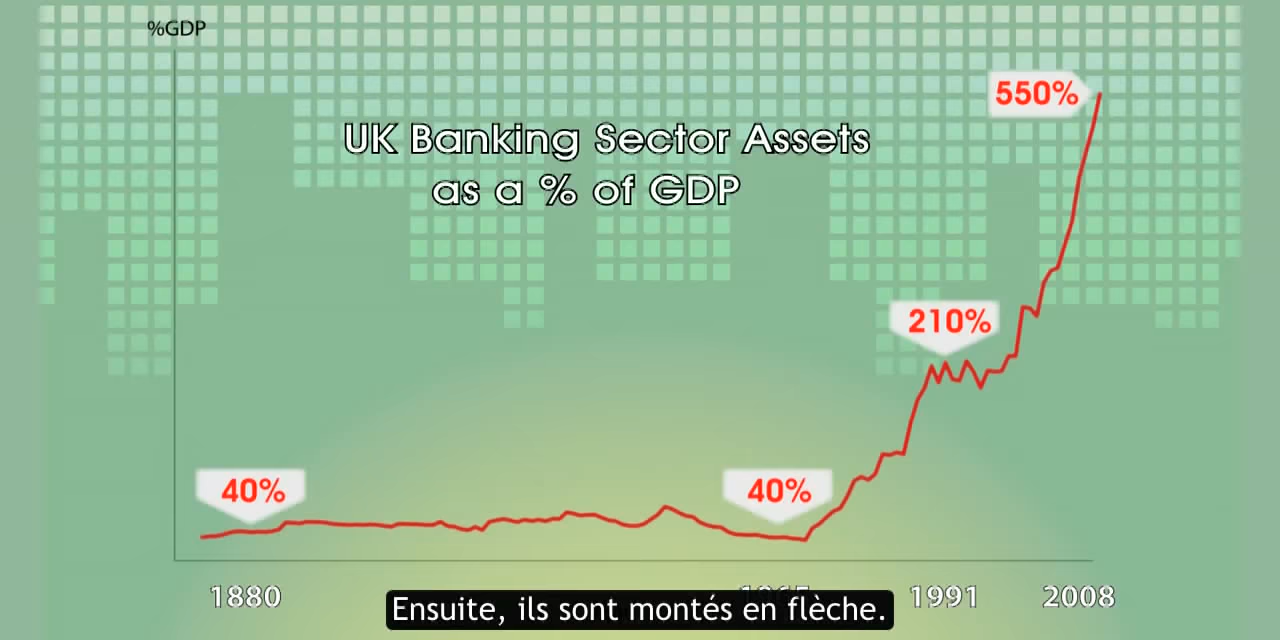 %GDP
550%
UK Banking Sector Assets
as a % of GDP
210%
40%
40%
1880
1991
2008
Ensuite, ils sont montés en flèche.